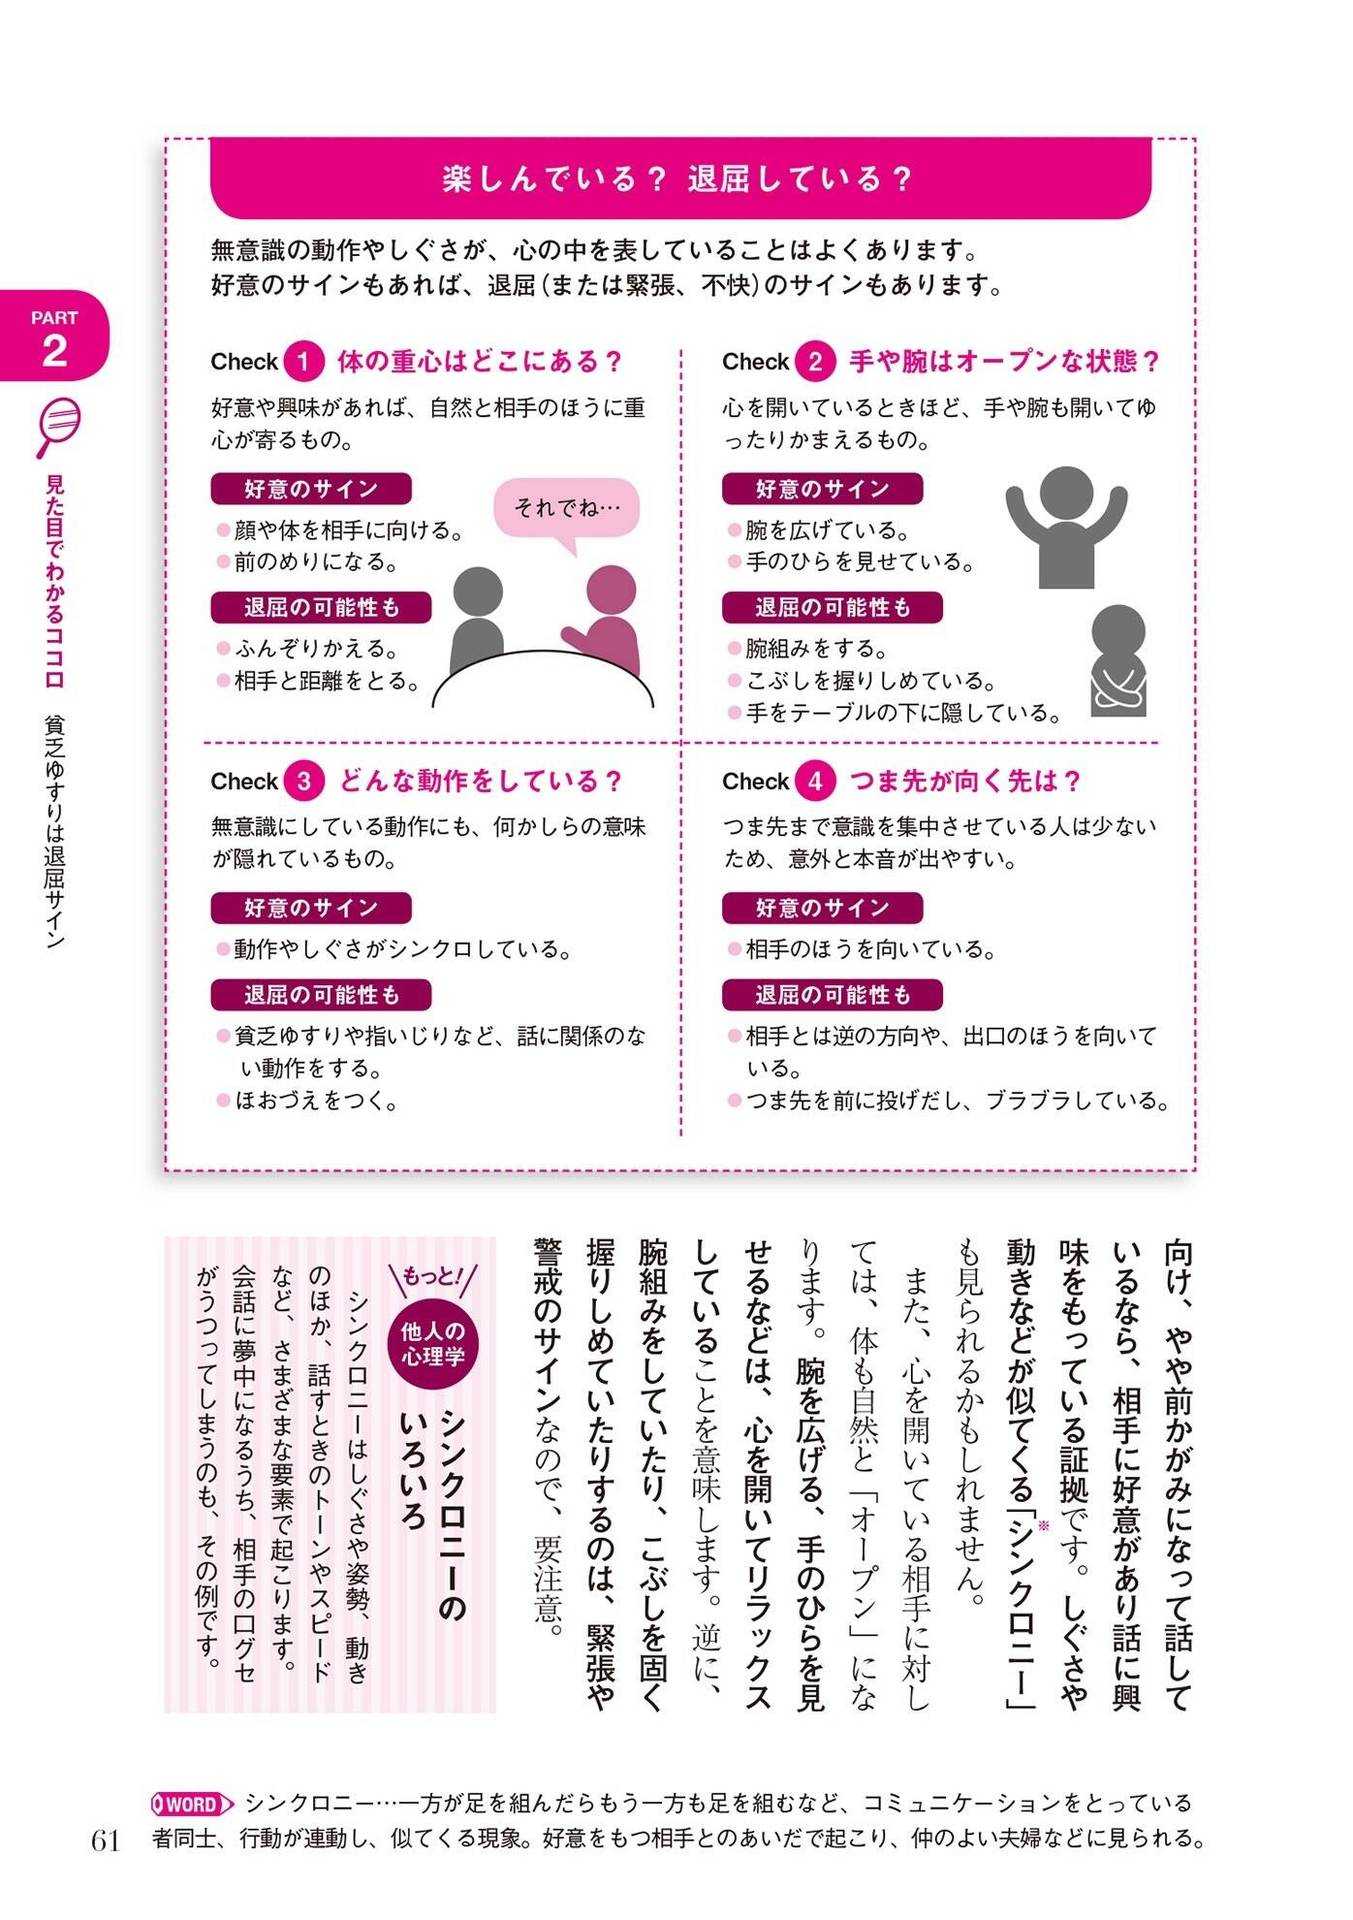 PART
2
見た目でわかるココロ 貧乏ゆすりは退屈サイン
楽しんでいる？ 退屈している？
無意識の動作やしぐさが、心の中を表していることはよくあります。
好意のサインもあれば、退屈（または緊張、不快）のサインもあります。
Check 1 体の重心はどこにある？
好意や興味があれば、自然と相手のほうに重
心が寄るもの。
好意のサイン
●顔や体を相手に向ける。
●前のめりになる。
それでね…
退屈の可能性も
●ふんぞりかえる。
●相手と距離をとる。
Check 2 手や腕はオープンな状態？
心を開いているときほど、手や腕も開いてゆ
ったりかまえるもの。
好意のサイン
●腕を広げている。
●手のひらを見せている。
退屈の可能性も
●腕組みをする。
●こぶしを握りしめている。
●手をテーブルの下に隠している。
Check 3 どんな動作をしている？
無意識にしている動作にも、何かしらの意味
が隠れているもの。
好意のサイン
●動作やしぐさがシンクロしている。
退屈の可能性も
●貧乏ゆすりや指いじりなど、話に関係のな
い動作をする。
●ほおづえをつく。
Check 4 つま先が向く先は？
つま先まで意識を集中させている人は少ない
ため、意外と本音が出やすい。
好意のサイン
●相手のほうを向いている。
退屈の可能性も
●相手とは逆の方向や、出口のほうを向いて
いる。
●つま先を前に投げだし、ブラブラしている。
向け、やや前かがみになって話して
いるなら、相手に好意があり話に興
味をもっている証拠です。しぐさや
動きなどが似てくる「シンクロニー」※
も見られるかもしれません。
また、心を開いている相手に対し
ては、体も自然と「オープン」にな
ります。腕を広げる、手のひらを見
せるなどは、心を開いてリラックス
していることを意味します。逆に、
腕組みをしていたり、こぶしを固く
握りしめていたりするのは、緊張や
警戒のサインなので、要注意。
もっと！
他人の
心理学
シンクロニーの
いろいろ
シンクロニーはしぐさや姿勢、動き
のほか、話すときのトーンやスピード
など、さまざまな要素で起こります。
会話に夢中になるうち、相手の口グセ
がうつってしまうのも、その例です。
WORD シンクロニー…一方が足を組んだらもう一方も足を組むなど、コミュニケーションをとっている
者同士、行動が連動し、似てくる現象。好意をもつ相手とのあいだで起こり、仲のよい夫婦などに見られる。
61